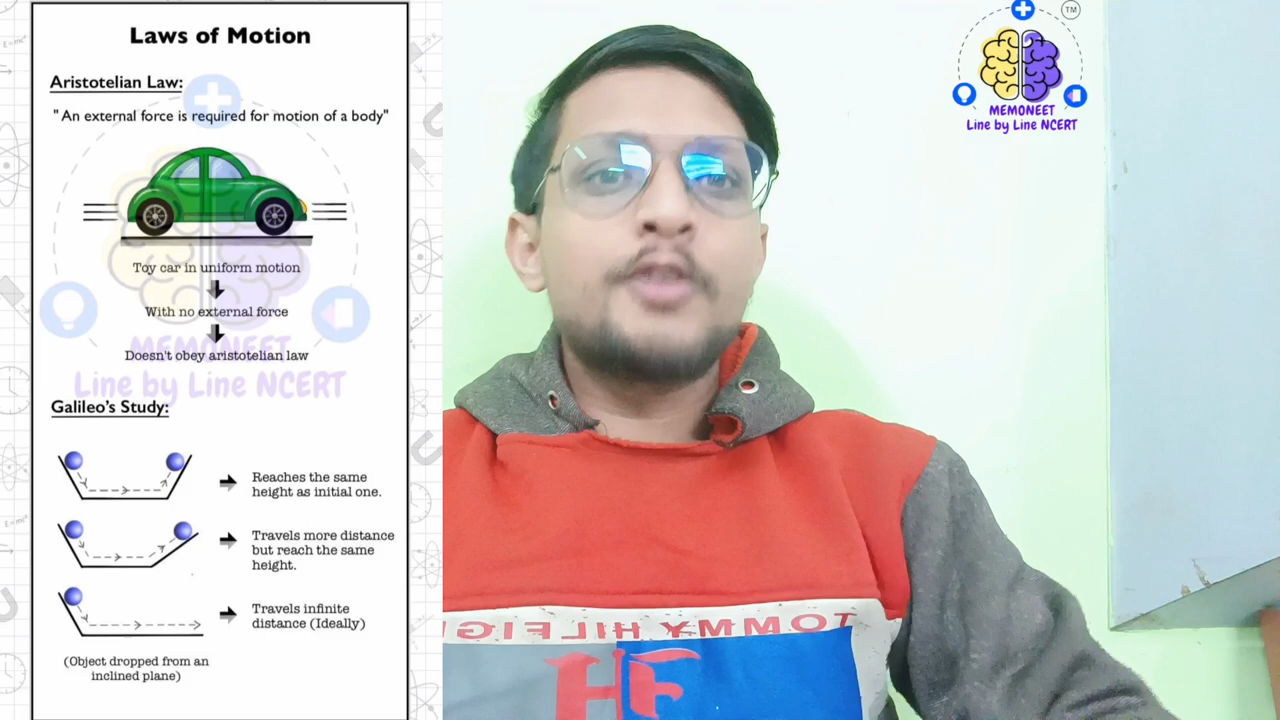 Laws of Motion
Aristotelian Law:
"An external force is required for motion of a body"
Toy car in uniform motion
With no external force
Doesn't obey aristotelian law
MEMONEET
Line by Line NCERT
Galileo's Study:
Reaches the same
height as initial one.
Travels more distance
but reach the same
height.
Travels infinite
distance (Ideally)
(Object dropped from an
inclined plane)
TM
MEMONEET
Line by Line NCERT
TOMMY HILFIG
HF